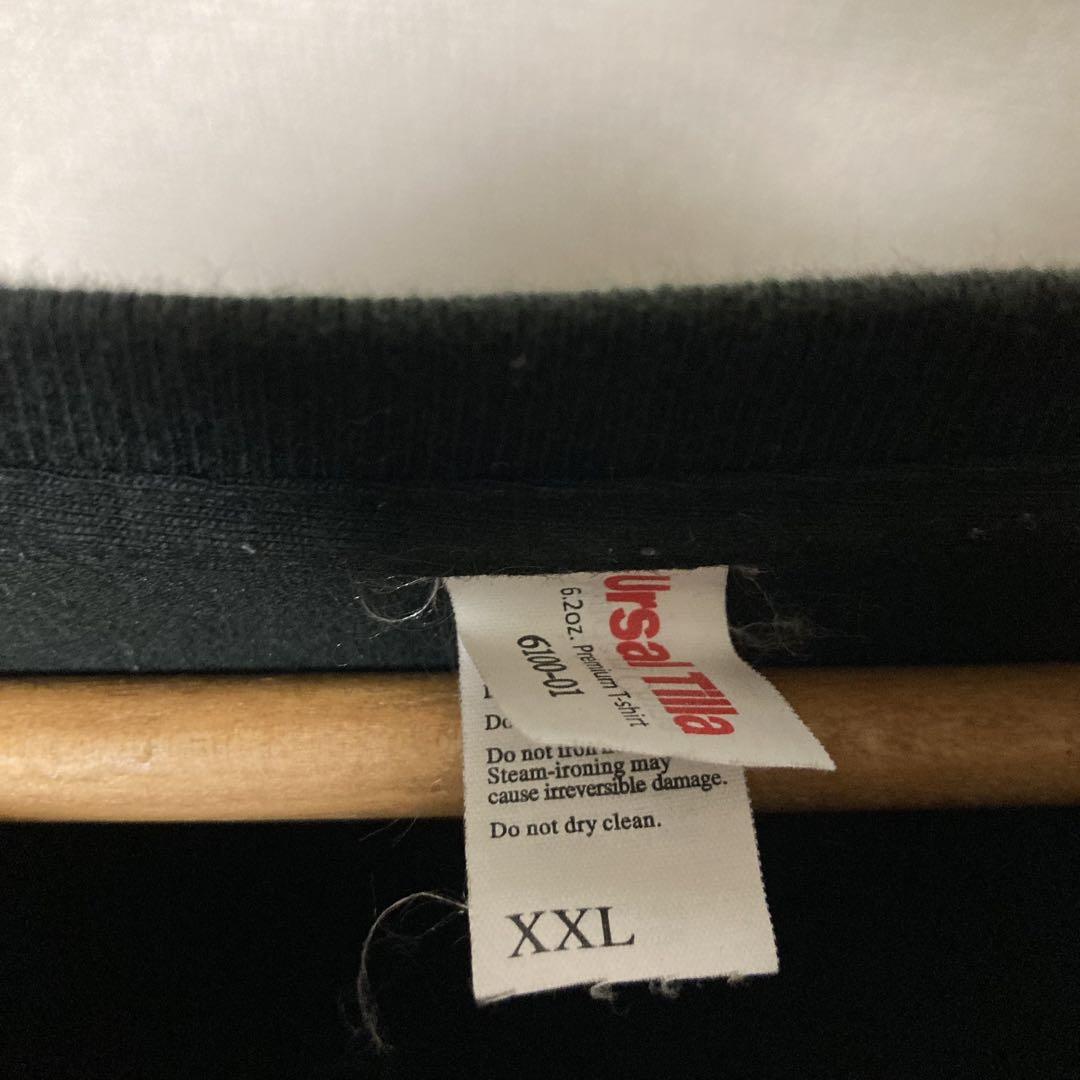 Ursal Tilla
6.2oz. Premium T-shirt
6100-01
Do not iron
Steam-ironing may
cause irreversible damage.
Do not dry clean.
XXL